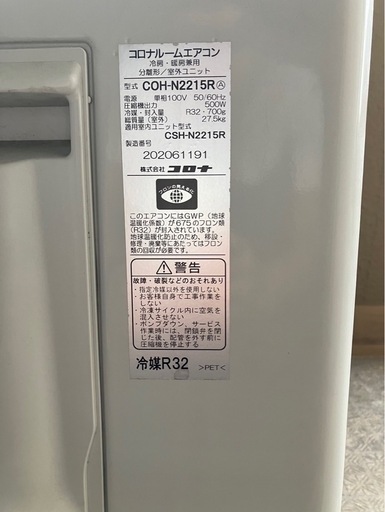 コロナルームエアコン
冷房・暖房兼用
分離形/室外ユニット
型式 COH-N2215R Ⓐ
電源 単相100V 50/60Hz
圧縮機出力 500W
冷媒・封入量 R32・700g
総質量(室外) 27.5kg
適用室内ユニット型式
CSH-N2215R
製造番号
202061191
株式会社 コロナ
フロンの見える化
このエアコンにはGWP(地球
温暖化係数)が675のフロン類
(R32)が封入されています。
地球温暖化防止のため、移設・
修理・廃棄等にあたってはフロン
類の回収が必要です。
警告
故障・破裂などのおそれあり
・指定冷媒以外を使用しない
・お客様自身で工事をし
ない
・冷凍サイクル内に空気を
混入させない
・ポンプダウン、サービス
作業時には、閉鎖弁を閉
じた後、配管を外す前に
圧縮機を停止する
冷媒R32 >PET<